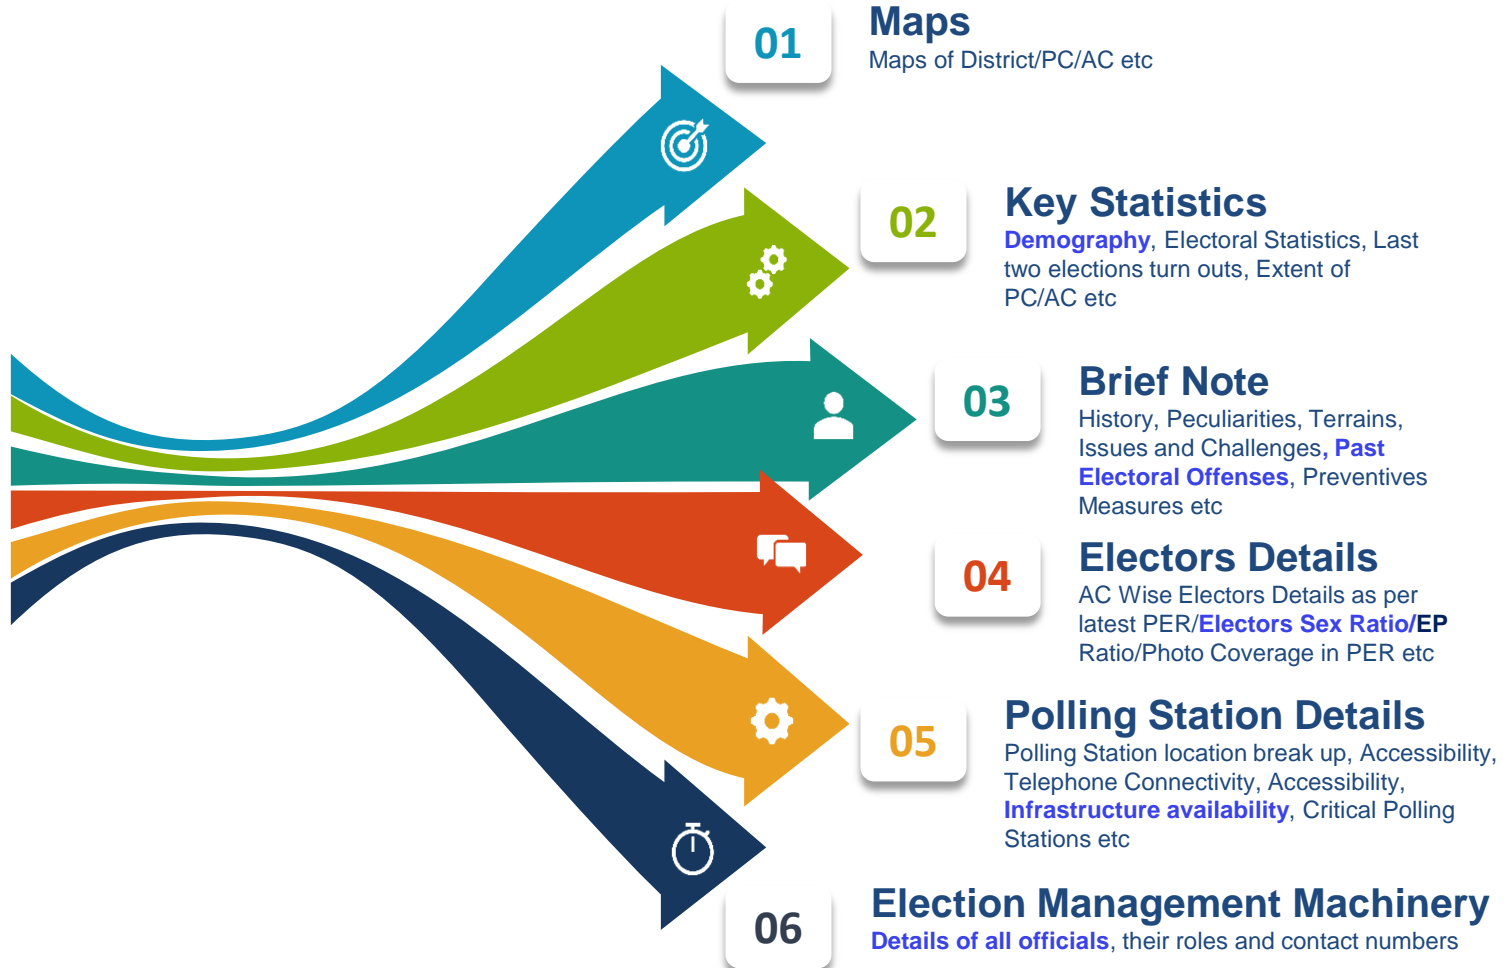 01
Maps
Maps of District/PC/AC etc
02
Key Statistics
Demography, Electoral Statistics, Last
two elections turn outs, Extent of
PC/AC etc
03
Brief Note
History, Peculiarities, Terrains,
Issues and Challenges, Past
Electoral Offenses, Preventives
Measures etc
04
Electors Details
AC Wise Electors Details as per
latest PER/Electors Sex Ratio/EP
Ratio/Photo Coverage in PER etc
05
Polling Station Details
Polling Station location break up, Accessibility,
Telephone Connectivity, Accessibility,
Infrastructure availability, Critical Polling
Stations etc
06
Election Management Machinery
Details of all officials, their roles and contact numbers